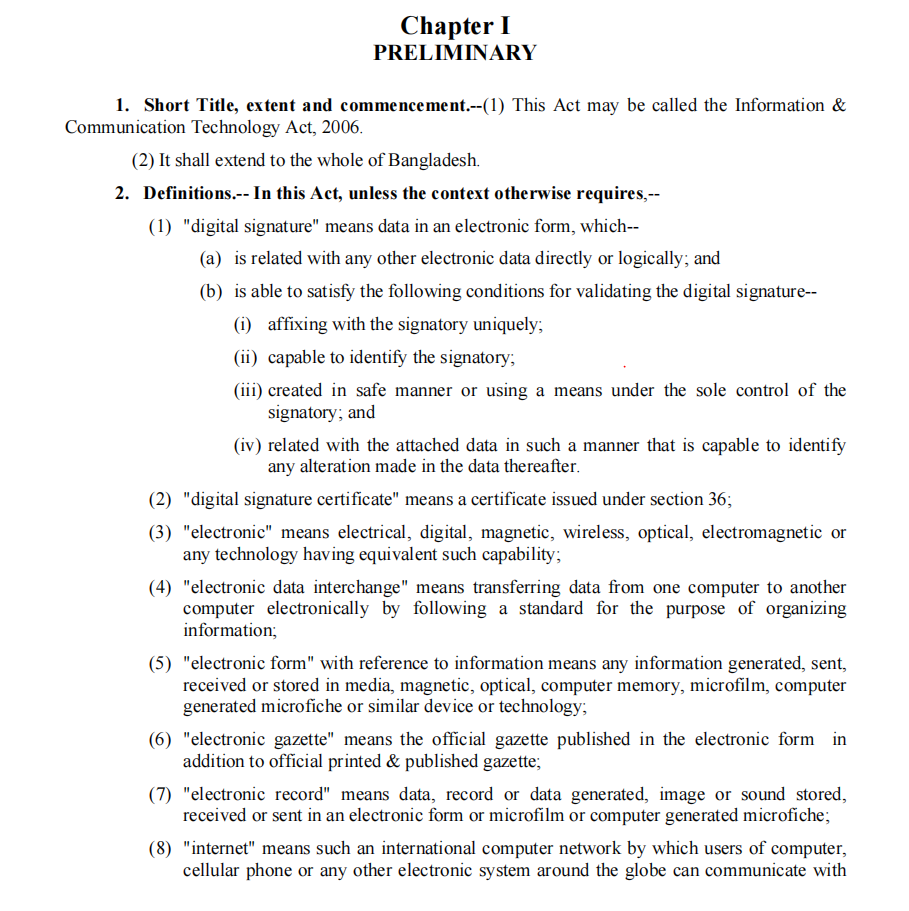 Chapter I
PRELIMINARY
1. Short Title, extent and commencement.--(1) This Act may be called the Information &
Communication Technology Act, 2006.
(2) It shall extend to the whole of Bangladesh.
2. Definitions.-- In this Act, unless the context otherwise requires,--
(1) "digital signature" means data in an electronic form, which--
(a) is related with any other electronic data directly or logically; and
(b) is able to satisfy the following conditions for validating the digital signature--
(i) affixing with the signatory uniquely;
(ii) capable to identify the signatory;
(iii) created in safe manner or using a means under the sole control of the
signatory; and
(iv) related with the attached data in such a manner that is capable to identify
any alteration made in the data thereafter.
(2) "digital signature certificate" means a certificate issued under section 36;
(3) "electronic" means electrical, digital, magnetic, wireless, optical, electromagnetic or
any technology having equivalent such capability;
(4) "electronic data interchange" means transferring data from one computer to another
computer electronically by following a standard for the purpose of organizing
information;
(5) "electronic form" with reference to information means any information generated, sent,
received or stored in media, magnetic, optical, computer memory, microfilm, computer
generated microfiche or similar device or technology;
(6) "electronic gazette" means the official gazette published in the electronic form in
addition to official printed & published gazette;
(7) "electronic record" means data, record or data generated, image or sound stored,
received or sent in an electronic form or microfilm or computer generated microfiche;
(8) "internet" means such an international computer network by which users of computer,
cellular phone or any other electronic system around the globe can communicate with